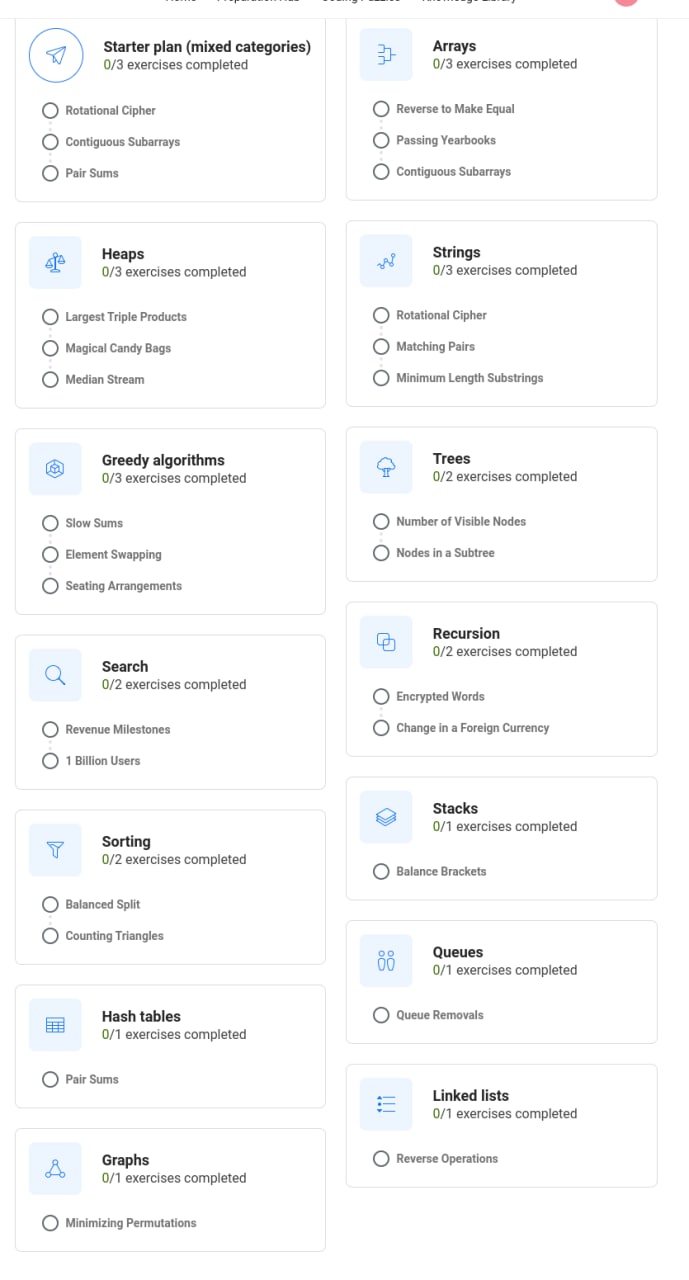 Home Preparation Hub Coding Puzzles Knowledge Library
Starter plan (mixed categories)
0/3 exercises completed
Rotational Cipher
Contiguous Subarrays
Pair Sums
Heaps
0/3 exercises completed
Largest Triple Products
Magical Candy Bags
Median Stream
Greedy algorithms
0/3 exercises completed
Slow Sums
Element Swapping
Seating Arrangements
Search
0/2 exercises completed
Revenue Milestones
1 Billion Users
Sorting
0/2 exercises completed
Balanced Split
Counting Triangles
Hash tables
0/1 exercises completed
Pair Sums
Graphs
0/1 exercises completed
Minimizing Permutations
Arrays
0/3 exercises completed
Reverse to Make Equal
Passing Yearbooks
Contiguous Subarrays
Strings
0/3 exercises completed
Rotational Cipher
Matching Pairs
Minimum Length Substrings
Trees
0/2 exercises completed
Number of Visible Nodes
Nodes in a Subtree
Recursion
0/2 exercises completed
Encrypted Words
Change in a Foreign Currency
Stacks
0/1 exercises completed
Balance Brackets
Queues
0/1 exercises completed
Queue Removals
Linked lists
0/1 exercises completed
Reverse Operations